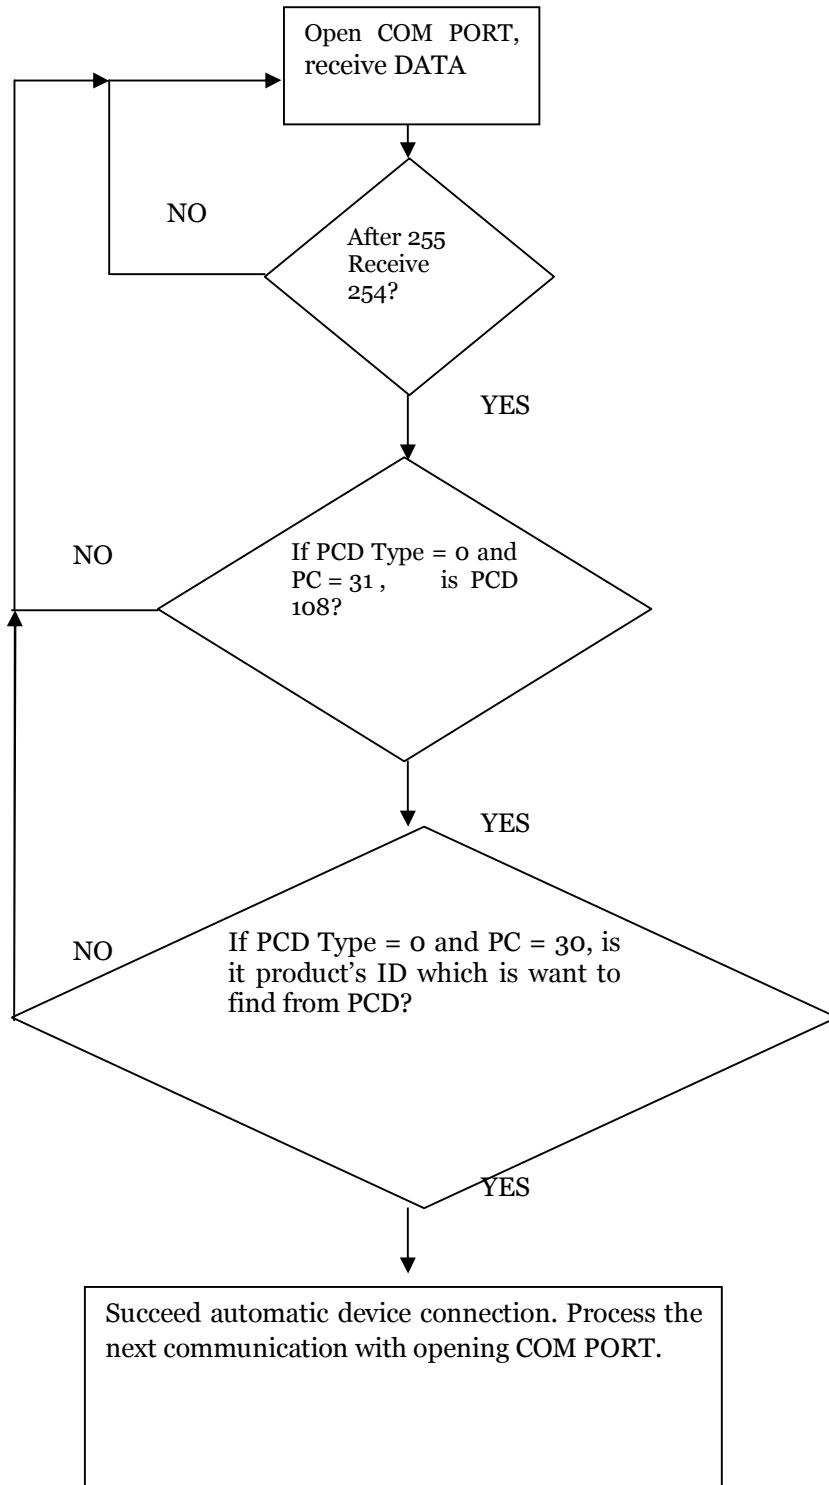 Open COM PORT,
receive DATA
NO
After 255
Receive
254?
YES
NO
If PCD Type = 0 and
PC = 31 , is PCD
108?
YES
NO
If PCD Type = 0 and PC = 30, is
it product's ID which is want to
find from PCD?
YES
Succeed automatic device connection. Process the
next communication with opening COM PORT.